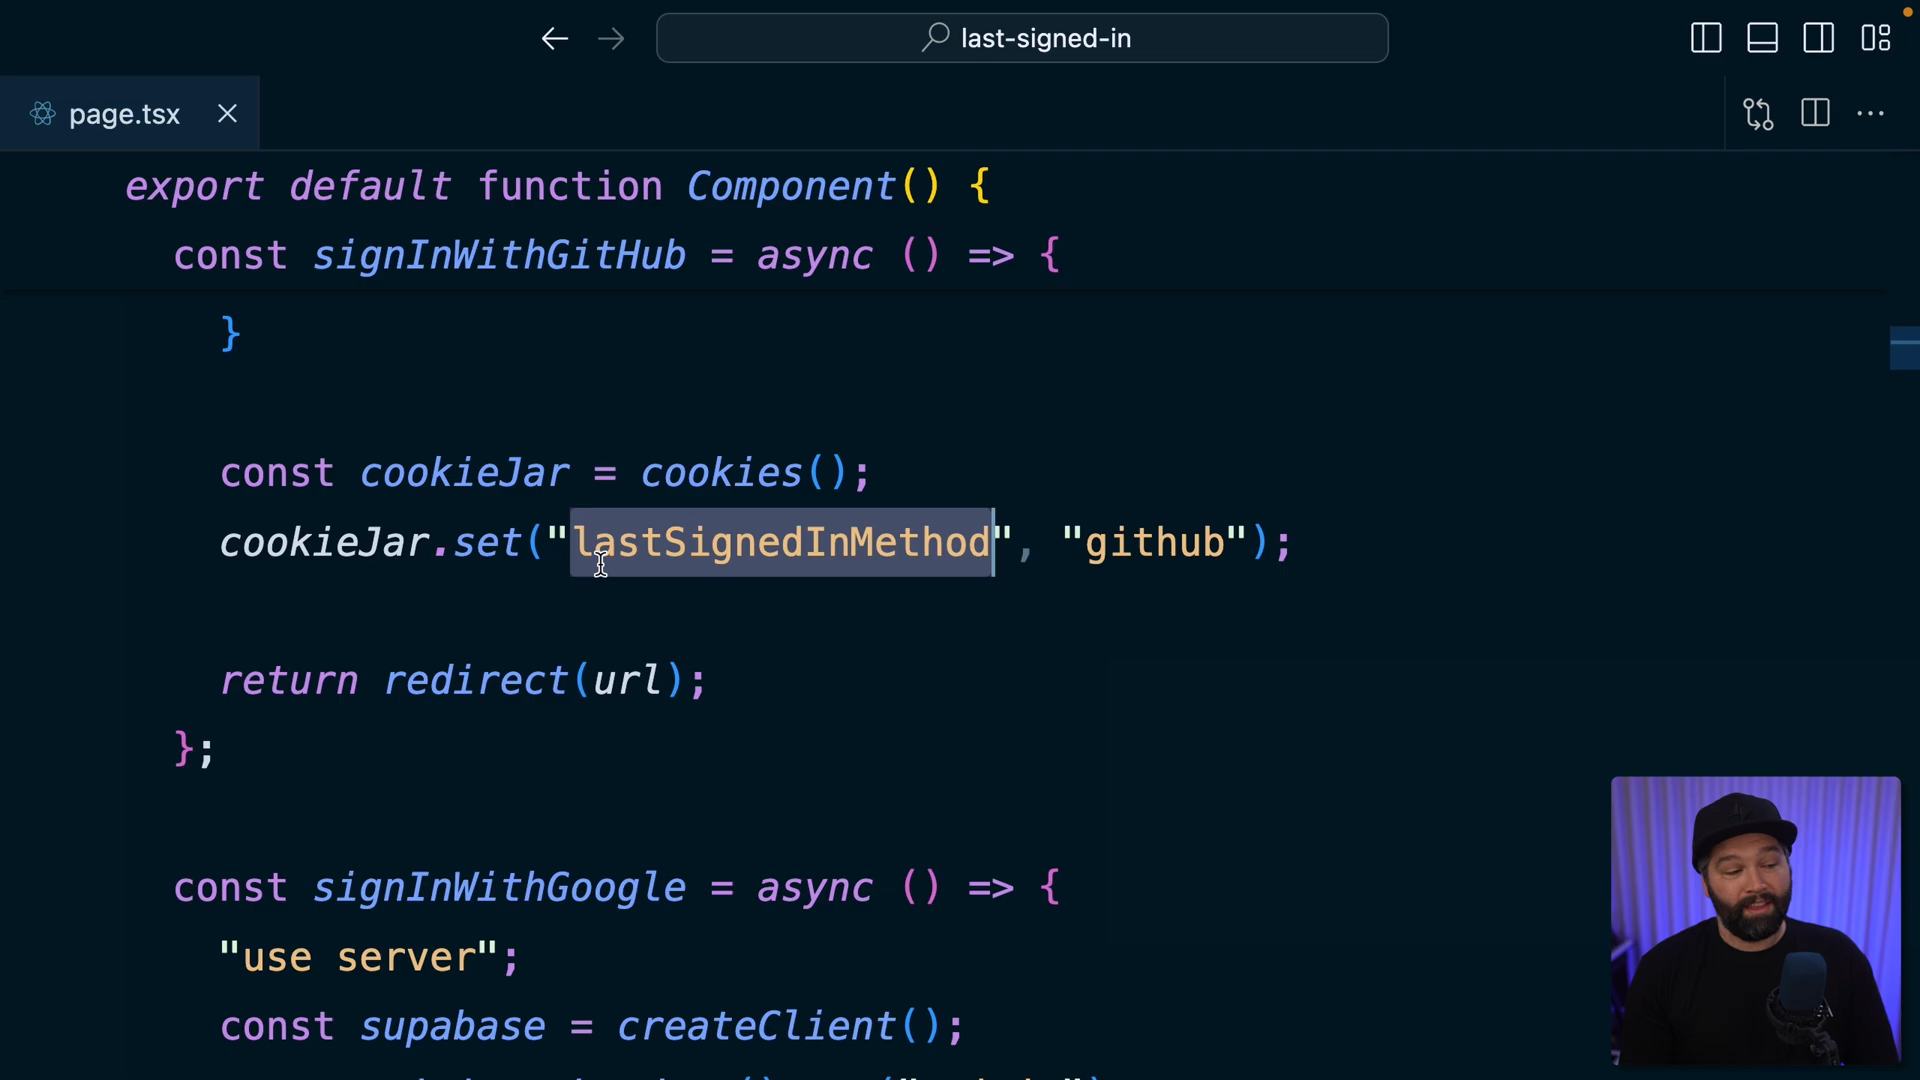 last-signed-in
page.tsx
export default function Component() {
const signInWithGitHub = async () => {
}
const cookieJar = cookies();
cookieJar.set("lastSignedInMethod", "github");
return redirect(url);
};
const signInWithGoogle = async () => {
"use server";
const supabase = createClient();